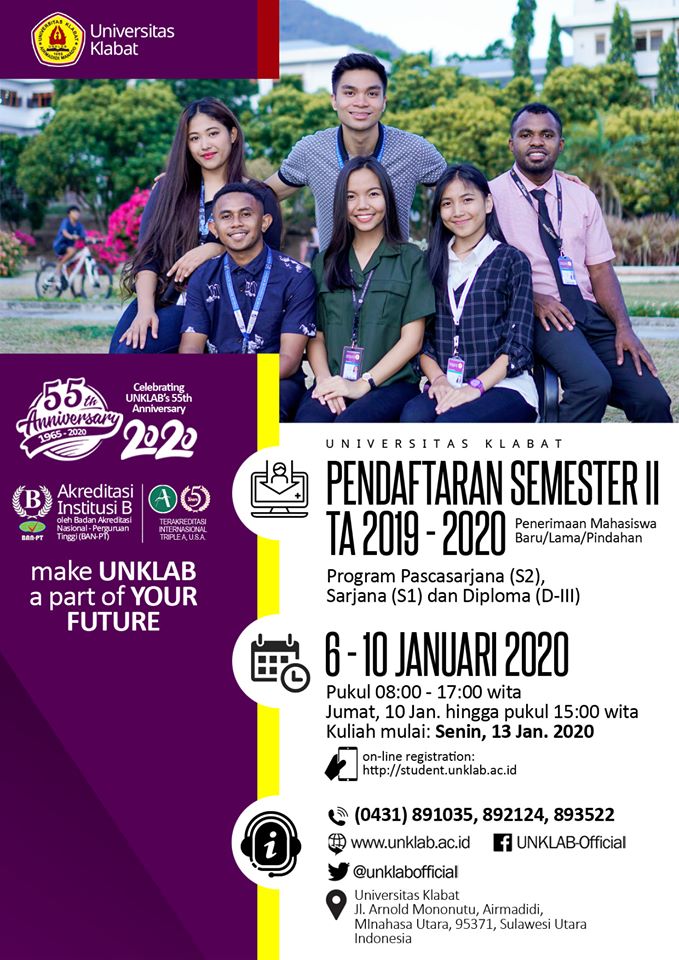 Universitas
Klabat
UNIVERSITAS KLABAT
55th
Anniversary
1965 - 2020
Celebrating
UNKLAB's 55th
Anniversary
2020
B
BAN-PT
Akreditasi
Institusi B
oleh Badan Akreditasi
Nasional - Perguruan
Tinggi (BAN-PT)
A
TERAKREDITASI
INTERNASIONAL
TRIPLE A, U.S.A.
make UNKLAB
a part of YOUR
FUTURE
UNIVERSITAS KLABAT
PENDAFTARAN SEMESTER II
TA 2019 - 2020
Penerimaan Mahasiswa
Baru/Lama/Pindahan
Program Pascasarjana (S2),
Sarjana (S1) dan Diploma (D-III)
6 - 10 JANUARI 2020
Pukul 08:00 - 17:00 wita
Jumat, 10 Jan. hingga pukul 15:00 wita
Kuliah mulai: Senin, 13 Jan. 2020
on-line registration:
http://student.unklab.ac.id
i
(0431) 891035, 892124, 893522
www.unklab.ac.id
UNKLAB-Official
@unklabofficial
Universitas Klabat
Jl. Arnold Mononutu, Airmadidi,
MInahasa Utara, 95371, Sulawesi Utara
Indonesia